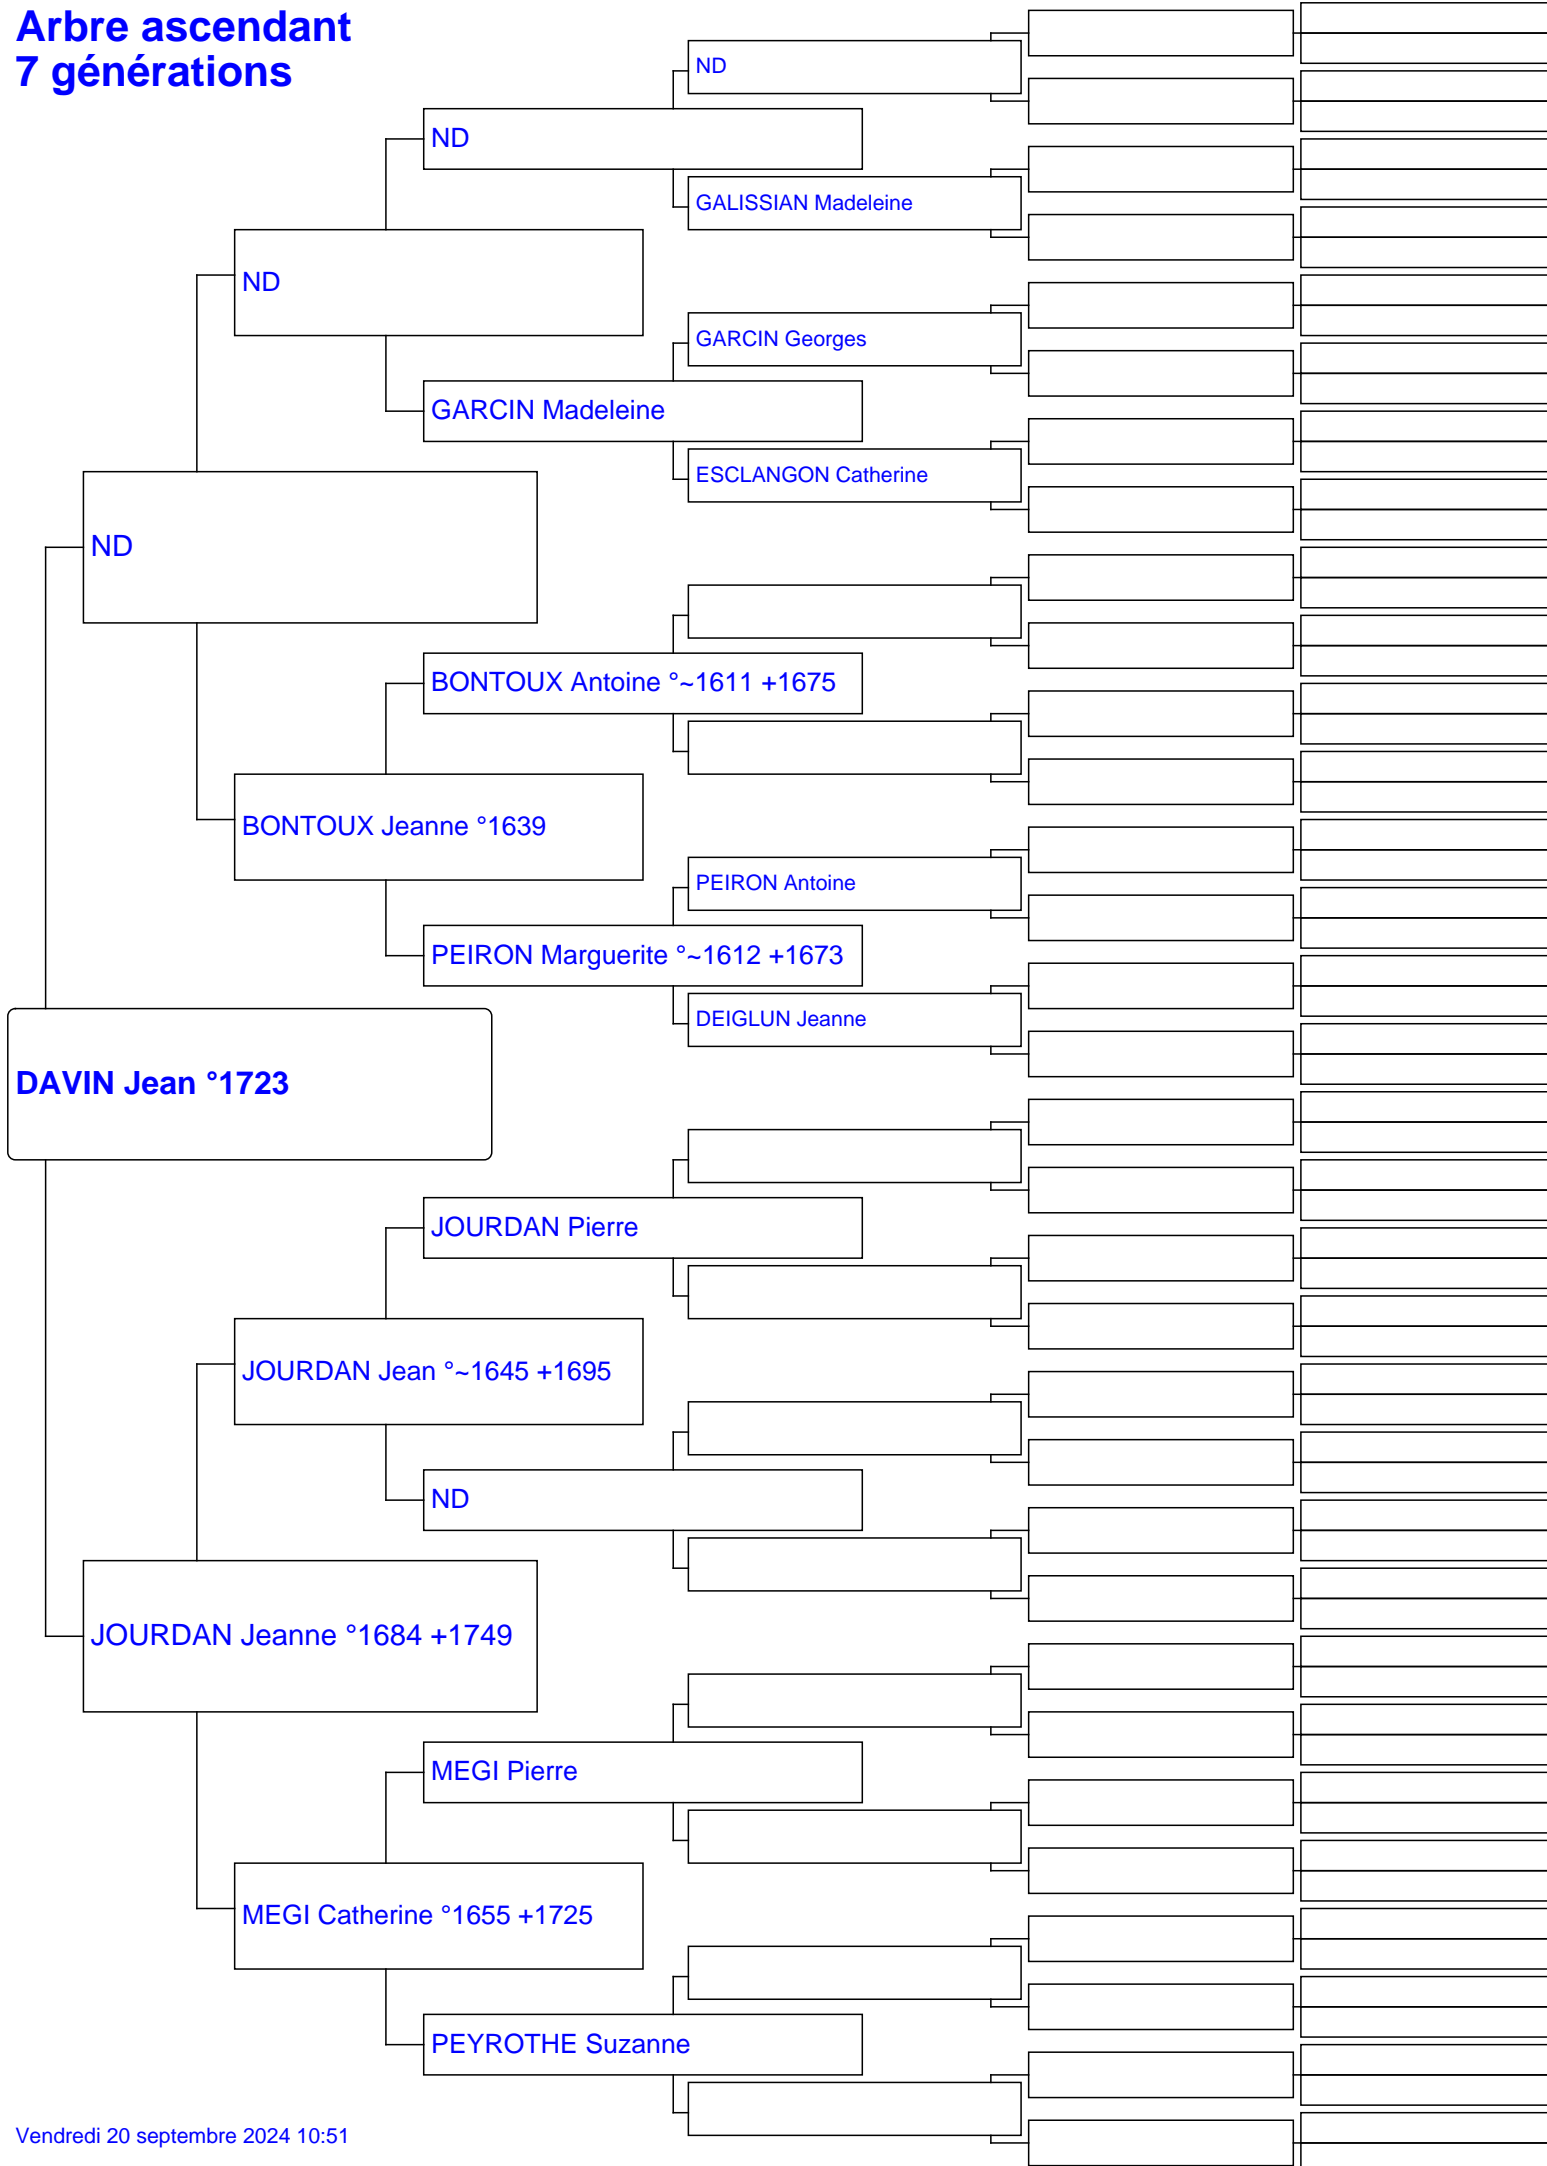 Arbre ascendant
7 générations
ND
ND
GALISSIAN Madeleine
ND
GARCIN Georges
GARCIN Madeleine
ESCLANGON Catherine
ND
BONTOUX Antoine °~1611 +1675
BONTOUX Jeanne °1639
PEIRON Antoine
PEIRON Marguerite °~1612 +1673
DEIGLUN Jeanne
DAVIN Jean °1723
JOURDAN Pierre
JOURDAN Jean °~1645 +1695
ND
JOURDAN Jeanne °1684 +1749
MEGI Pierre
MEGI Catherine °1655 +1725
PEYROTHE Suzanne
Vendredi 20 septembre 2024 10:51